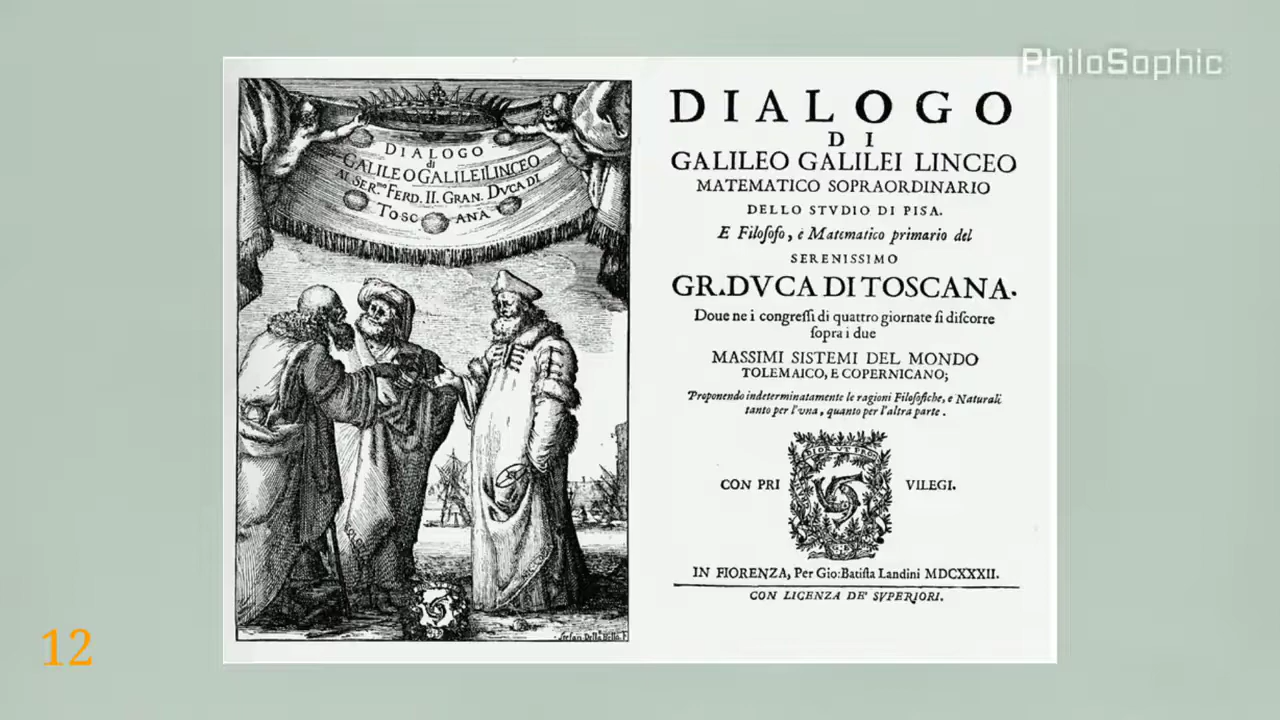 PhiloSophic
DIALOGO
di
GALILEO GALILEI LINCEO
AL SER.mo FERD. II. GRAN. DVCA DI
TOSCANA
Stefan Della Bella F.
DIALOGO
DI
GALILEO GALILEI LINCEO
MATEMATICO SOPRAORDINARIO
DELLO STVDIO DI PISA.
E Filoſofo, e Matematico primario del
SERENISSIMO
GR.DVCA DI TOSCANA.
Doue ne i congreſſi di quattro giornate ſi diſcorre
ſopra i due
MASSIMI SISTEMI DEL MONDO
TOLEMAICO, E COPERNICANO;
Proponendo indeterminatamente le ragioni Filoſofiche, e Naturali
tanto per l'vna, quanto per l'altra parte.
CON PRI VILEGI.
IN FIORENZA, Per Gio:Batiſta Landini MDCXXXII.
CON LICENZA DE' SVPERIORI.
12